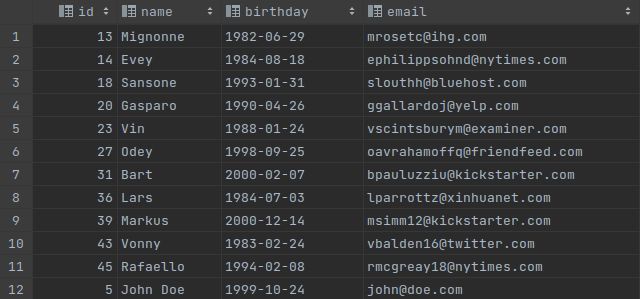 id name birthday email
1 13 Mignonne 1982-06-29 mrosetc@ihg.com
2 14 Evey 1984-08-18 ephilippsohnd@nytimes.com
3 18 Sansone 1993-01-31 slouthh@bluehost.com
4 20 Gasparo 1990-04-26 ggallardoj@yelp.com
5 23 Vin 1988-01-24 vscintsburym@examiner.com
6 27 Odey 1998-09-25 oavrahamoffq@friendfeed.com
7 31 Bart 2000-02-07 bpauluzziu@kickstarter.com
8 36 Lars 1984-07-03 lparrottz@xinhuanet.com
9 39 Markus 2000-12-14 msimm12@kickstarter.com
10 43 Vonny 1983-02-24 vbalden16@twitter.com
11 45 Rafaello 1994-02-08 rmcgreay18@nytimes.com
12 5 John Doe 1999-10-24 john@doe.com